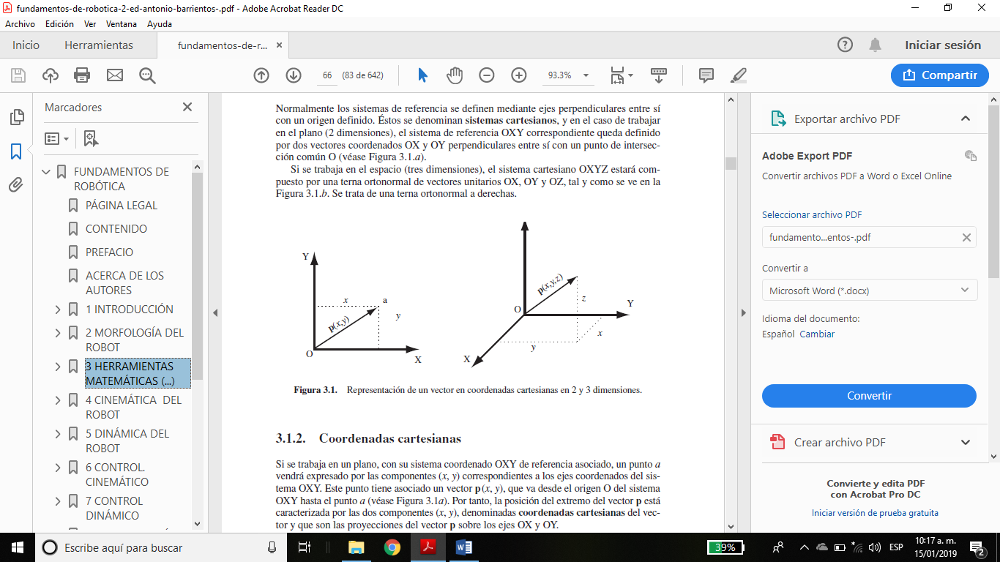 fundamentos-de-robotica-2-ed-antonio-barrientos-.pdf - Adobe Acrobat Reader DC
Archivo Edición Ver Ventana Ayuda
Inicio Herramientas fundamentos-de-r... Iniciar sesión
66 (83 de 642) 93.3% Compartir
Marcadores
FUNDAMENTOS DE
ROBÓTICA
PÁGINA LEGAL
CONTENIDO
PREFACIO
ACERCA DE LOS
AUTORES
1 INTRODUCCIÓN
2 MORFOLOGÍA DEL
ROBOT
3 HERRAMIENTAS
MATEMÁTICAS (...)
4 CINEMÁTICA DEL
ROBOT
5 DINÁMICA DEL
ROBOT
6 CONTROL.
CINEMÁTICO
7 CONTROL
DINÁMICO
Normalmente los sistemas de referencia se definen mediante ejes perpendiculares entre sí
con un origen definido. Éstos se denominan sistemas cartesianos, y en el caso de trabajar
en el plano (2 dimensiones), el sistema de referencia OXY correspondiente queda definido
por dos vectores coordenados OX y OY perpendiculares entre sí con un punto de intersec-
ción común O (véase Figura 3.1.a).
Si se trabaja en el espacio (tres dimensiones), el sistema cartesiano OXYZ estará com-
puesto por una terna ortonormal de vectores unitarios OX, OY y OZ, tal y como se ve en la
Figura 3.1.b. Se trata de una terna ortonormal a derechas.
Y
x
a
y
p(x,y)
O
X
p(x,y,z)
z
O
Y
x
y
X
Figura 3.1. Representación de un vector en coordenadas cartesianas en 2 y 3 dimensiones.
3.1.2. Coordenadas cartesianas
Si se trabaja en un plano, con su sistema coordenado OXY de referencia asociado, un punto a
vendrá expresado por las componentes (x, y) correspondientes a los ejes coordenados del sis-
tema OXY. Este punto tiene asociado un vector p(x, y), que va desde el origen O del sistema
OXY hasta el punto a (véase Figura 3.1a). Por tanto, la posición del extremo del vector p está
caracterizada por las dos componentes (x, y), denominadas coordenadas cartesianas del vec-
tor y que son las proyecciones del vector p sobre los ejes OX y OY.
Exportar archivo PDF
Adobe Export PDF
Convertir archivos PDF a Word o Excel Online
Seleccionar archivo PDF
fundamento...entos-.pdf
Convertir a
Microsoft Word (*.docx)
Idioma del documento:
Español Cambiar
Convertir
Crear archivo PDF
Convierte y edita PDF
con Acrobat Pro DC
Iniciar versión de prueba gratuita
Escribe aquí para buscar
39%
ESP
10:17 a. m.
15/01/2019
2